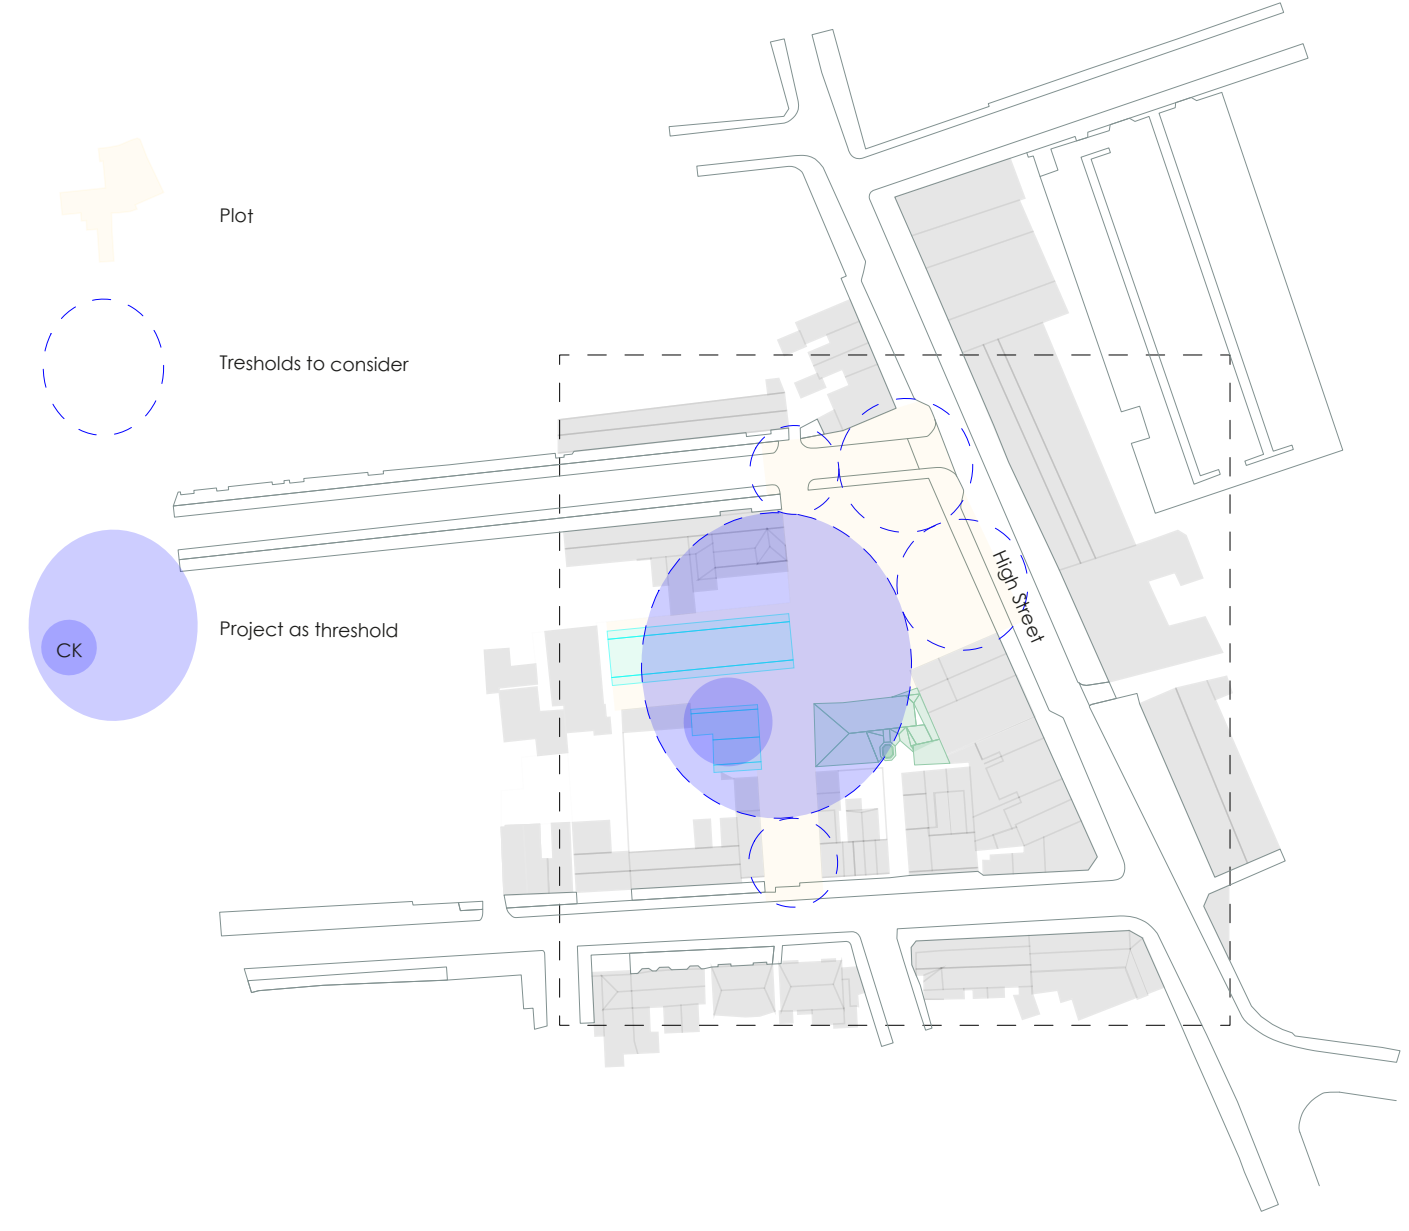 Plot
Tresholds to consider
CK
Project as threshold
High Street